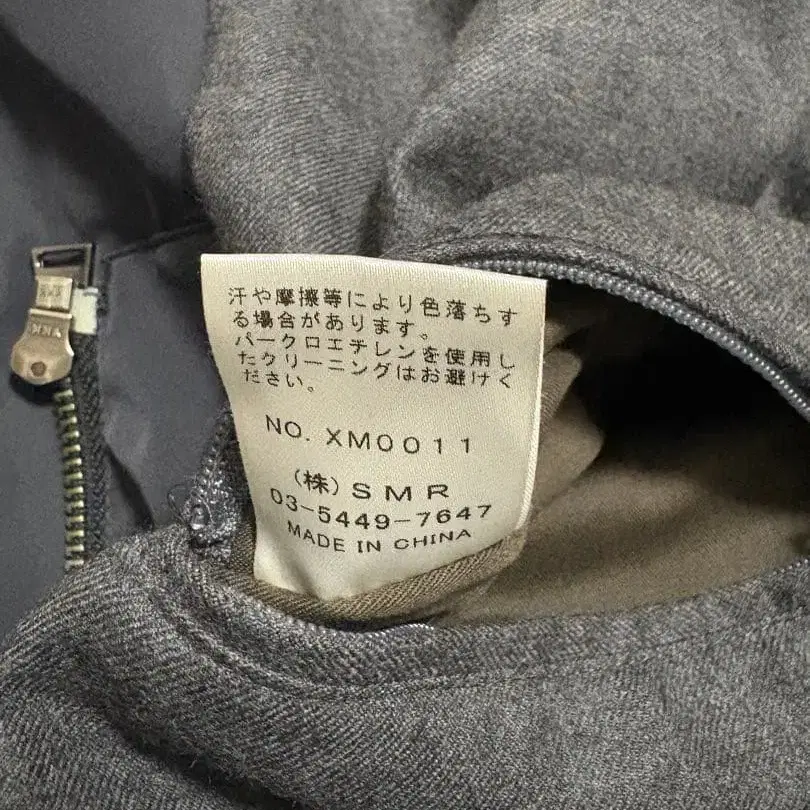 汗や摩擦等により色落ちす
る場合があります。
パークロエチレンを使用し
たクリーニングはお避けく
ださい。
NO. XM0011
(株)SMR
03-5449-7647
MADE IN CHINA